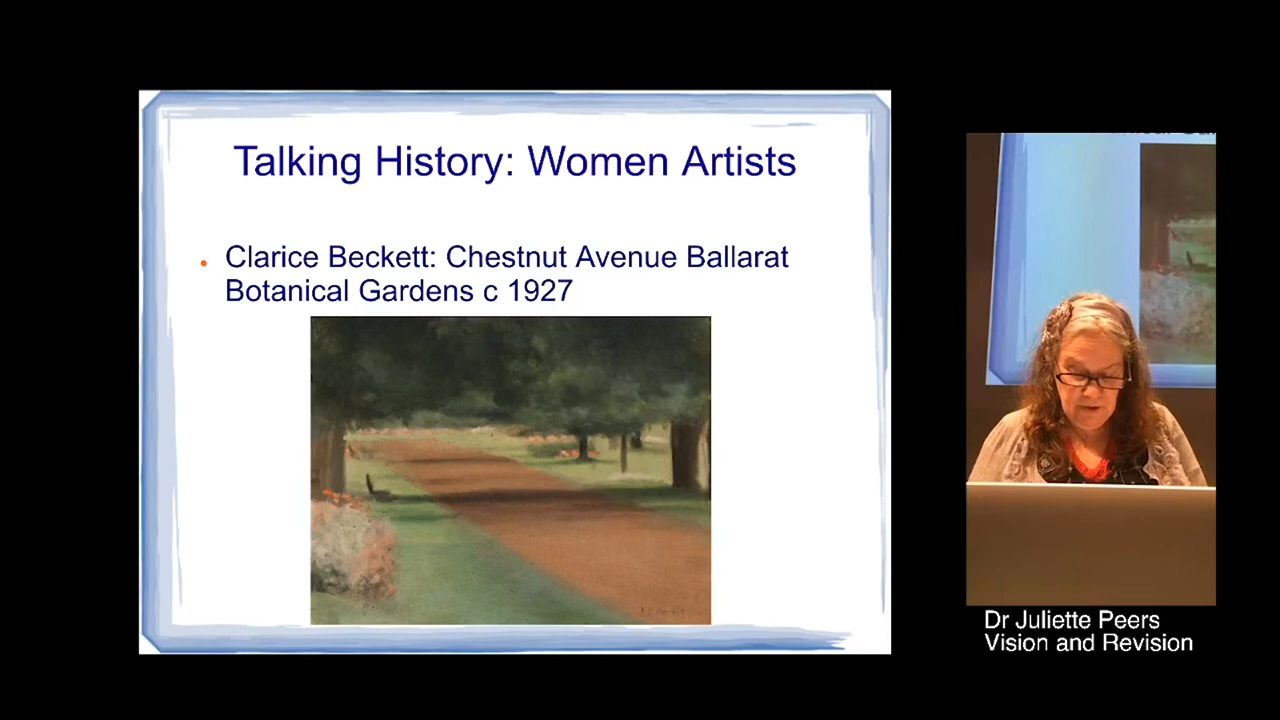 Talking History: Women Artists
• Clarice Beckett: Chestnut Avenue Ballarat
Botanical Gardens c 1927
Dr Juliette Peers
Vision and Revision